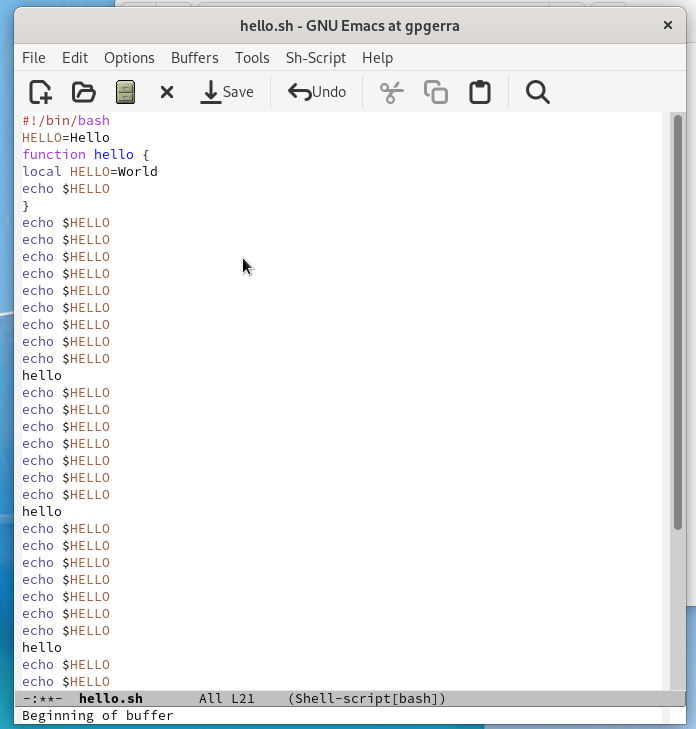 hello.sh - GNU Emacs at gpgerra
File Edit Options Buffers Tools Sh-Script Help
Save Undo
#!/bin/bash
HELLO=Hello
function hello {
local HELLO=World
echo $HELLO
}
echo $HELLO
echo $HELLO
echo $HELLO
echo $HELLO
echo $HELLO
echo $HELLO
echo $HELLO
echo $HELLO
echo $HELLO
hello
echo $HELLO
echo $HELLO
echo $HELLO
echo $HELLO
echo $HELLO
echo $HELLO
echo $HELLO
hello
echo $HELLO
echo $HELLO
echo $HELLO
echo $HELLO
echo $HELLO
echo $HELLO
echo $HELLO
hello
echo $HELLO
echo $HELLO
-:**- hello.sh All L21 (Shell-script[bash])
Beginning of buffer